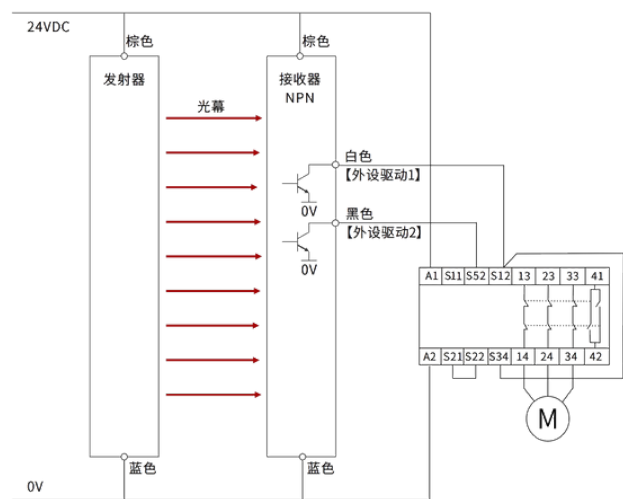 24VDC
棕色
棕色
发射器
接收器
NPN
光幕
白色
【外设驱动1】
0V
黑色
【外设驱动2】
0V
A1 S11 S52 S12 13 23 33 41
A2 S21 S22 S34 14 24 34 42
M
蓝色
蓝色
0V